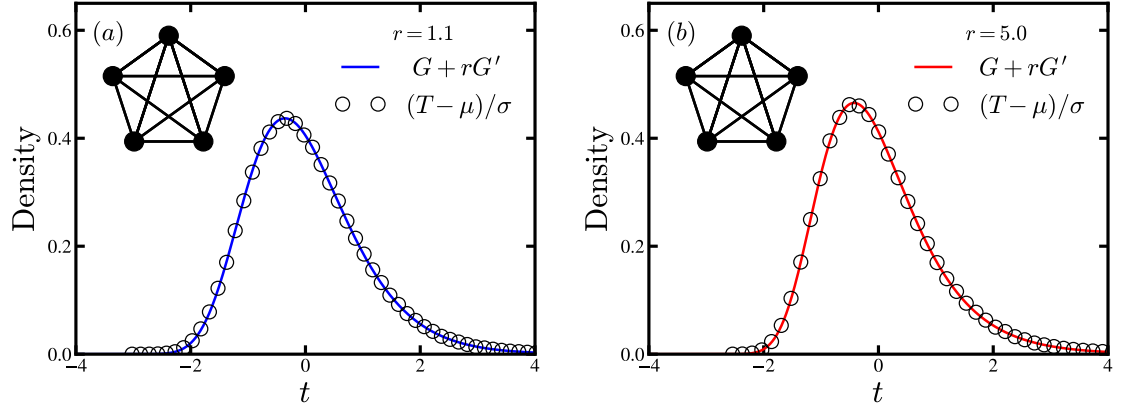 (a)
r = 1.1
G + rG′
(T − μ)/σ
Density
0.6
0.4
0.2
0.0
−4
−2
0
2
4
t
(b)
r = 5.0
G + rG′
(T − μ)/σ
Density
0.6
0.4
0.2
0.0
−4
−2
0
2
4
t